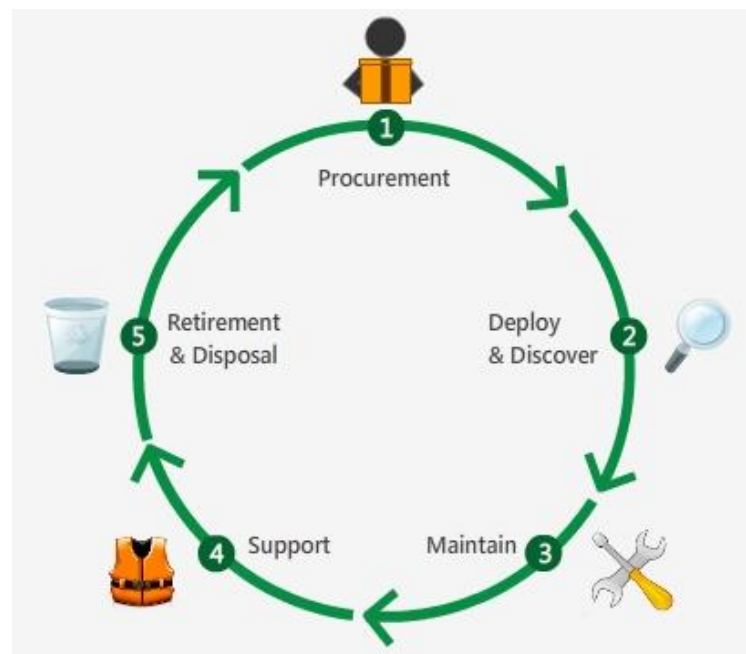 1
Procurement
2
Deploy
& Discover
3
Maintain
4
Support
5
Retirement
& Disposal